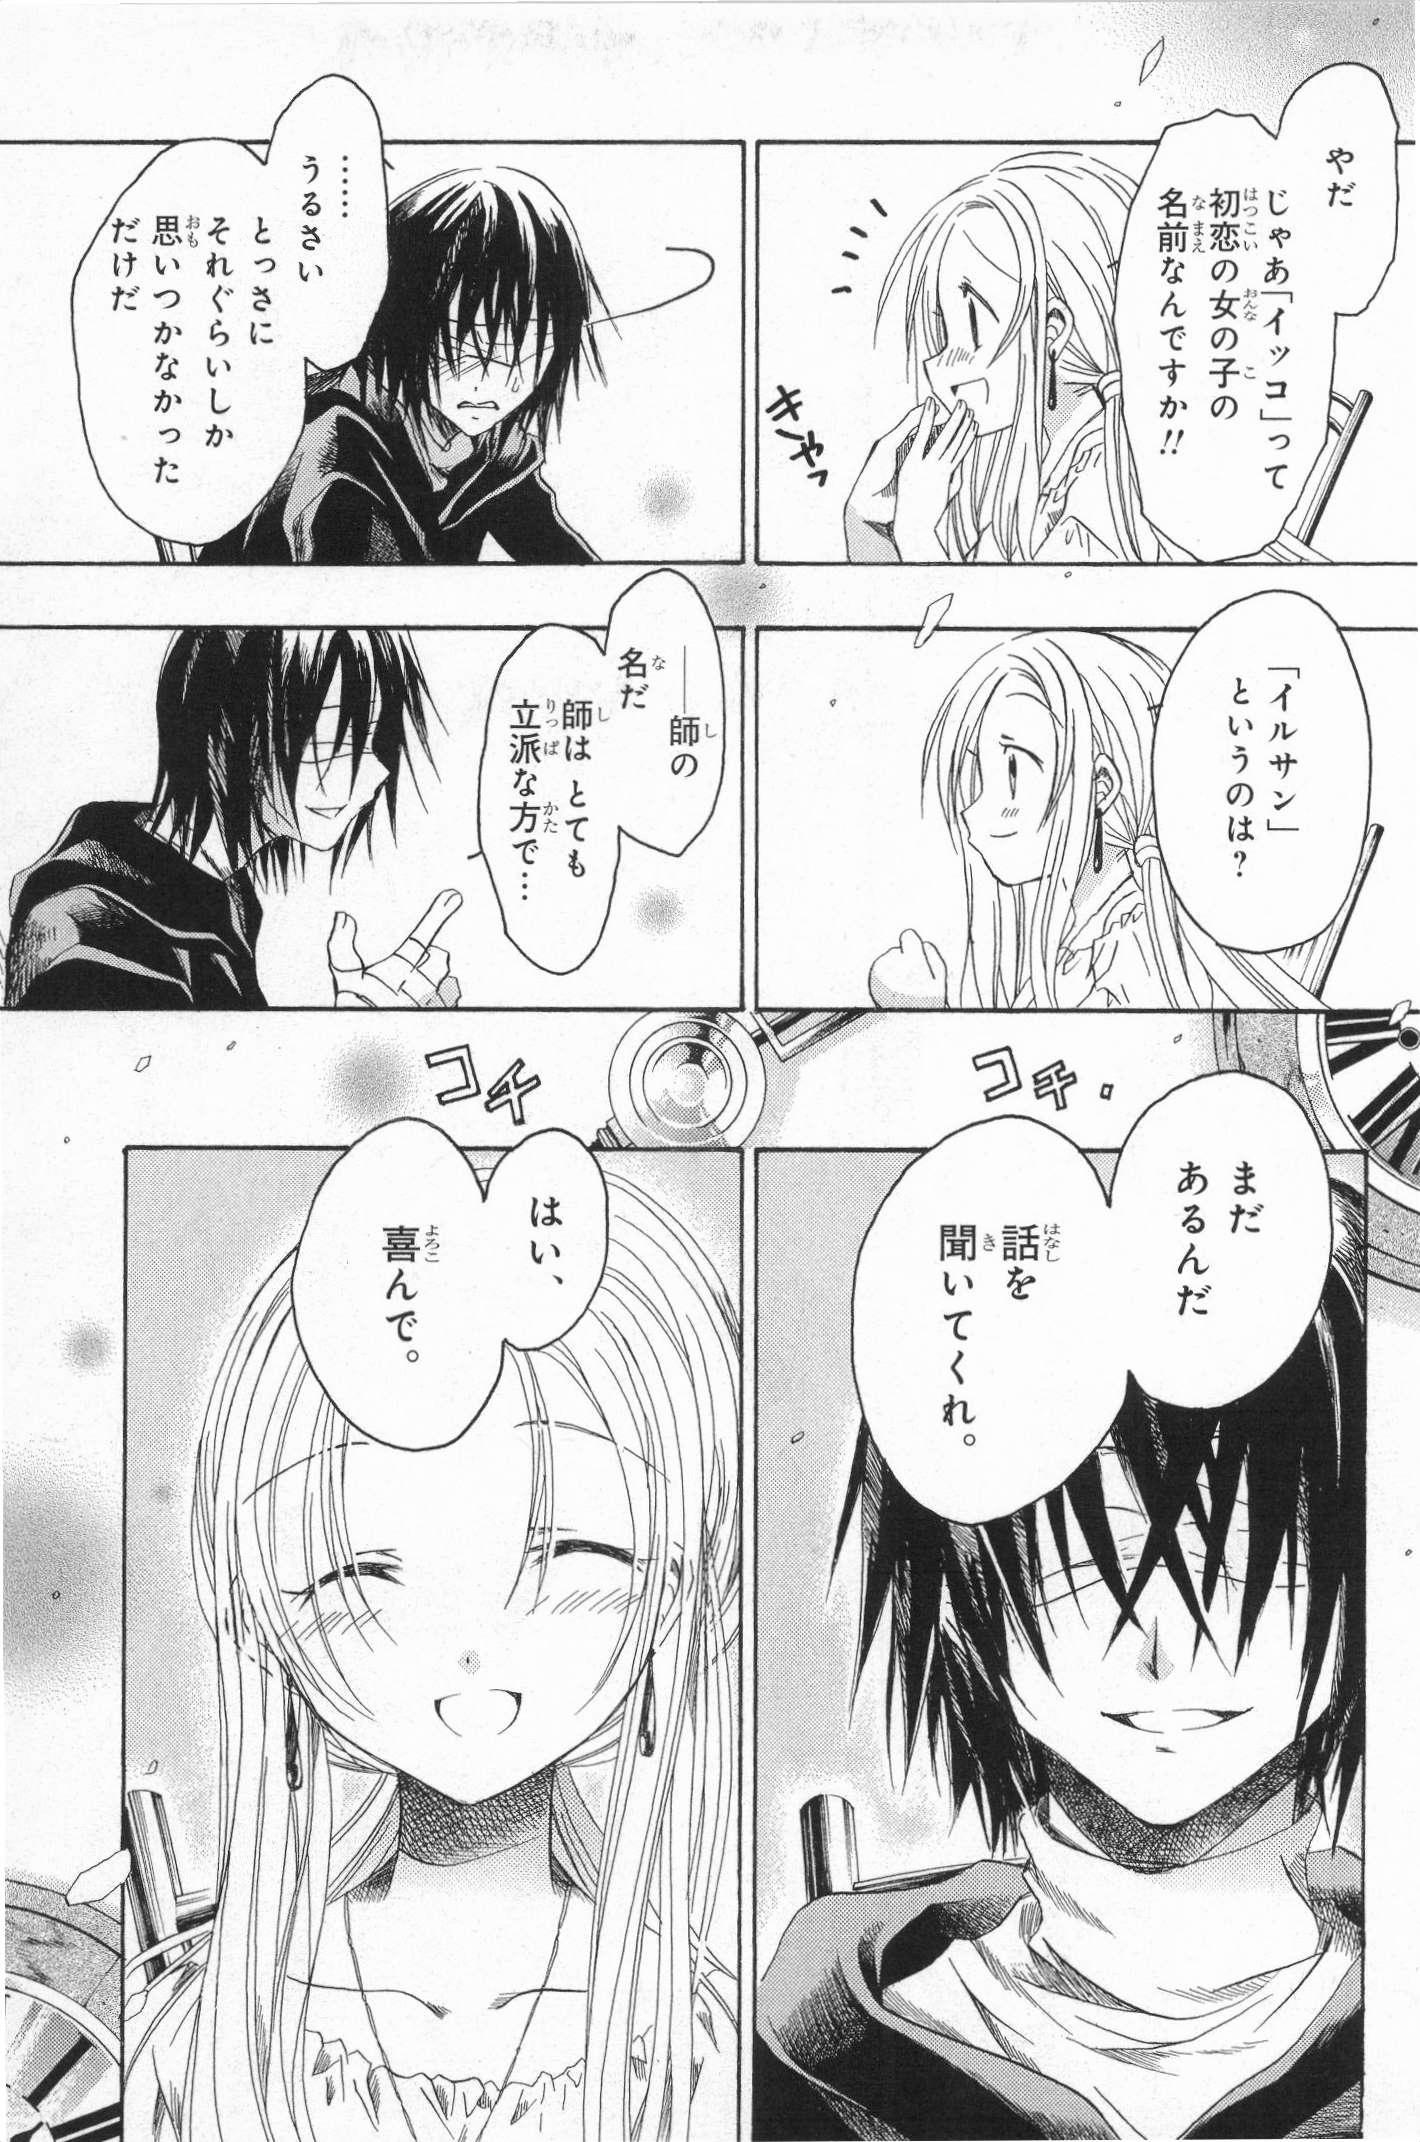 やだ
じゃあ「イッコ」って
初恋の女の子の
名前なんですか!!
キャッ
……
うるさい
とっさに
それぐらいしか
思いつかなかった
だけだ
「イルサン」
というのは?
──師の
名だ
師は とても
立派な方で…
コチ.
まだ
あるんだ
話を
聞いてくれ。
コチ
はい、
喜んで。